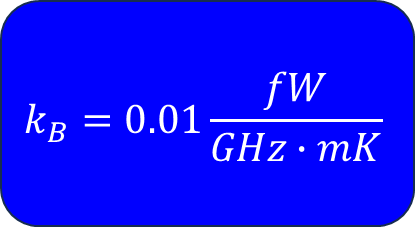 k_B = 0.01 fW / GHz · mK